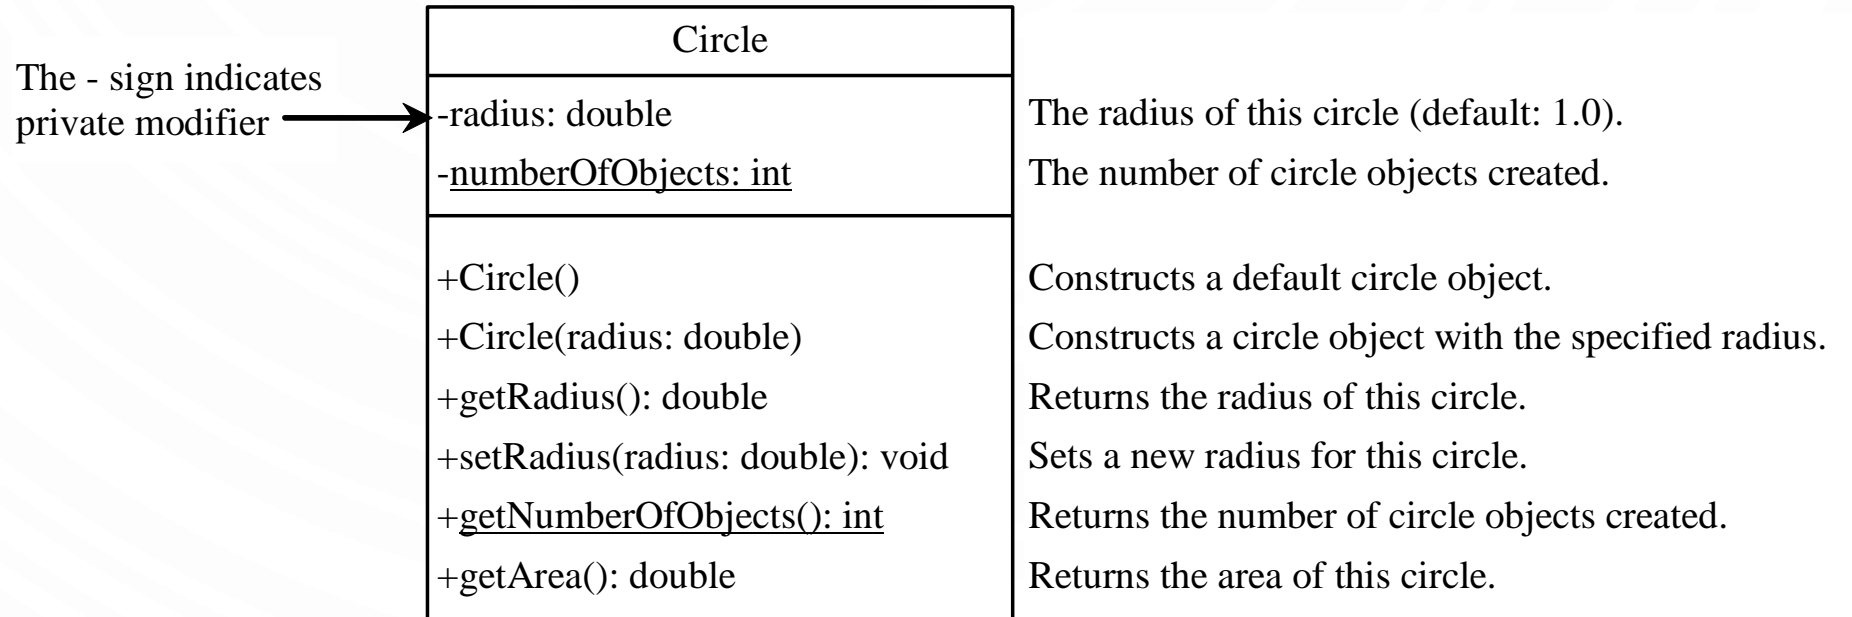 Circle
The - sign indicates
private modifier
-radius: double
The radius of this circle (default: 1.0).
-numberOfObjects: int
The number of circle objects created.
+Circle()
Constructs a default circle object.
+Circle(radius: double)
Constructs a circle object with the specified radius.
+getRadius(): double
Returns the radius of this circle.
+setRadius(radius: double): void
Sets a new radius for this circle.
+getNumberOfObjects(): int
Returns the number of circle objects created.
+getArea(): double
Returns the area of this circle.